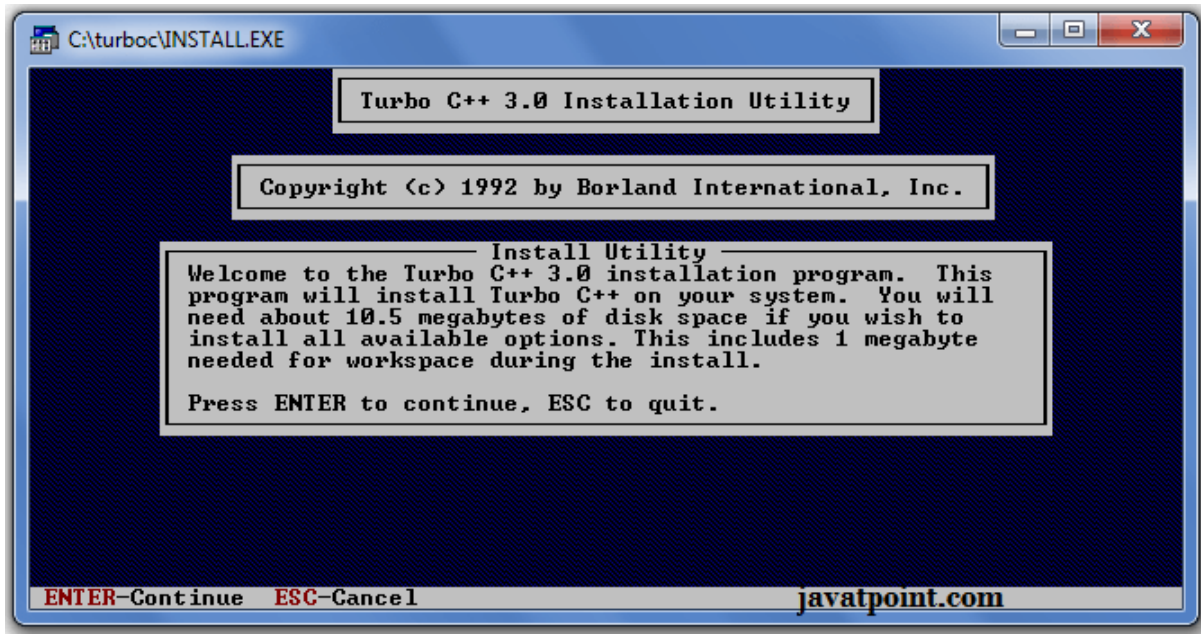 C:\turboc\INSTALL.EXE
Turbo C++ 3.0 Installation Utility
Copyright (c) 1992 by Borland International, Inc.
Install Utility
Welcome to the Turbo C++ 3.0 installation program.  This
program will install Turbo C++ on your system.  You will
need about 10.5 megabytes of disk space if you wish to
install all available options. This includes 1 megabyte
needed for workspace during the install.
Press ENTER to continue, ESC to quit.
ENTER-Continue  ESC-Cancel  javatpoint.com